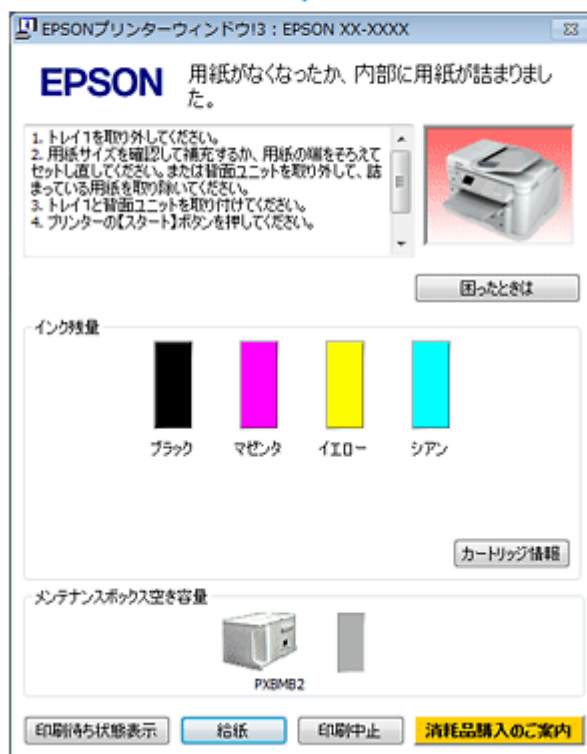 EPSONプリンターウィンドウ!3 : EPSON XX-XXXX
EPSON
用紙がなくなったか、内部に用紙が詰まりまし
た。
1. トレイ1を取り外してください。
2. 用紙サイズを確認して補充するか、用紙の端をそろえて
セットし直してください。または背面ユニットを取り外して、詰
まっている用紙を取り除いてください。
3. トレイ1と背面ユニットを取り付けてください。
4. プリンターの【スタート】ボタンを押してください。
困ったときは
インク残量
ブラック
マゼンタ
イエロー
シアン
カートリッジ情報
メンテナンスボックス空き容量
PXBMB2
印刷待ち状態表示
給紙
印刷中止
消耗品購入のご案内